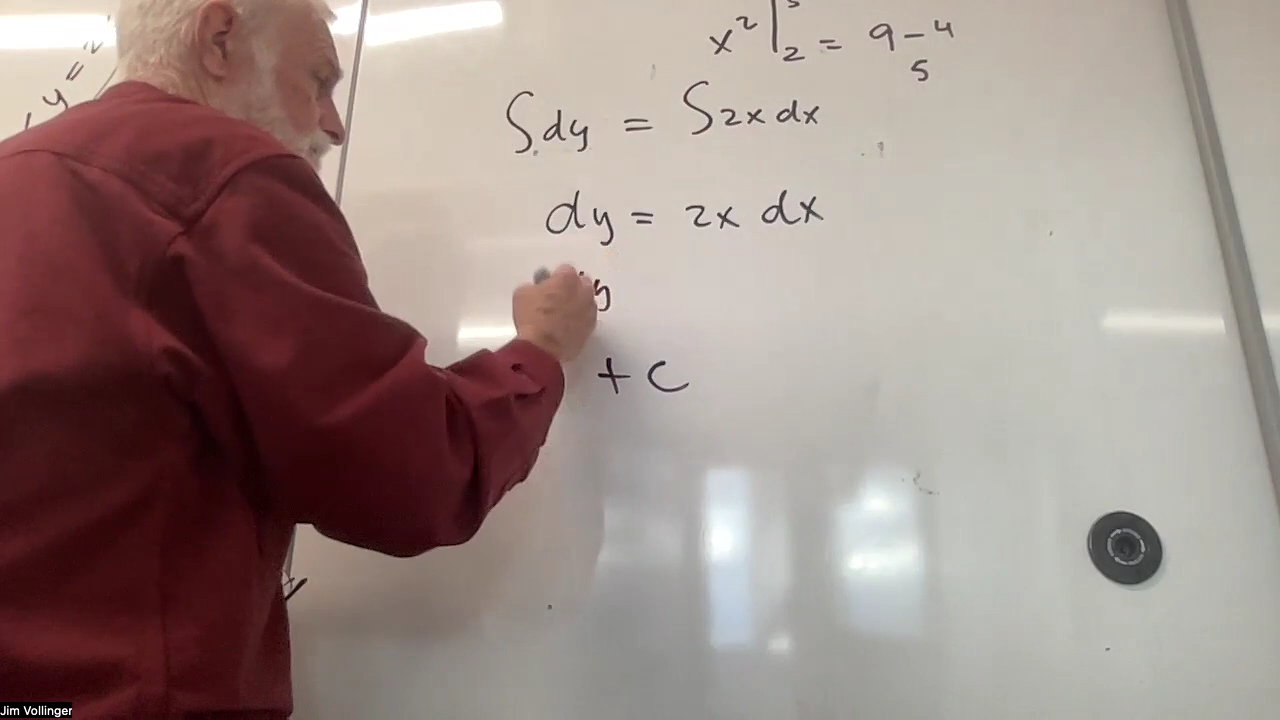 x² |₂³ = 9 - 4
5
∫dy = ∫2x dx
dy = 2x dx
y
+ C
y =
Jim Vollinger